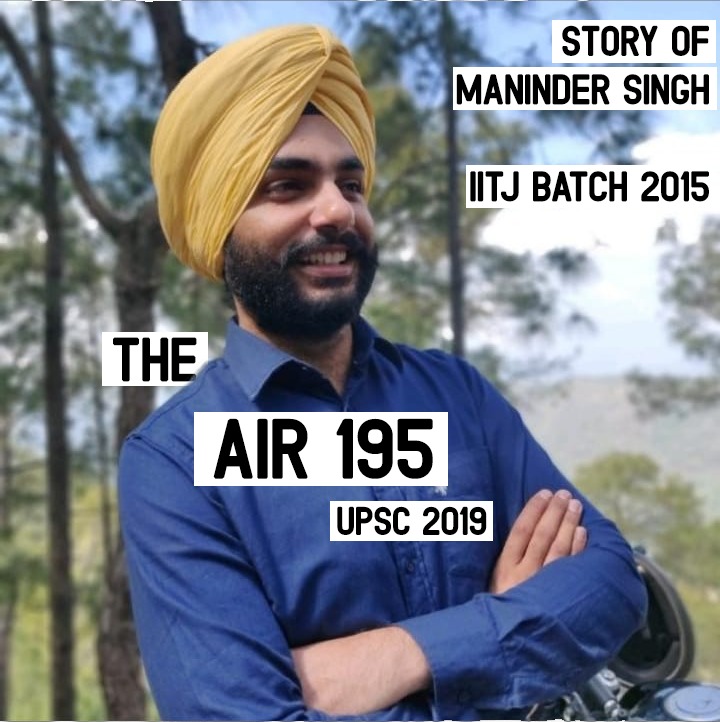 STORY OF
MANINDER SINGH
IITJ BATCH 2015
THE
AIR 195
UPSC 2019